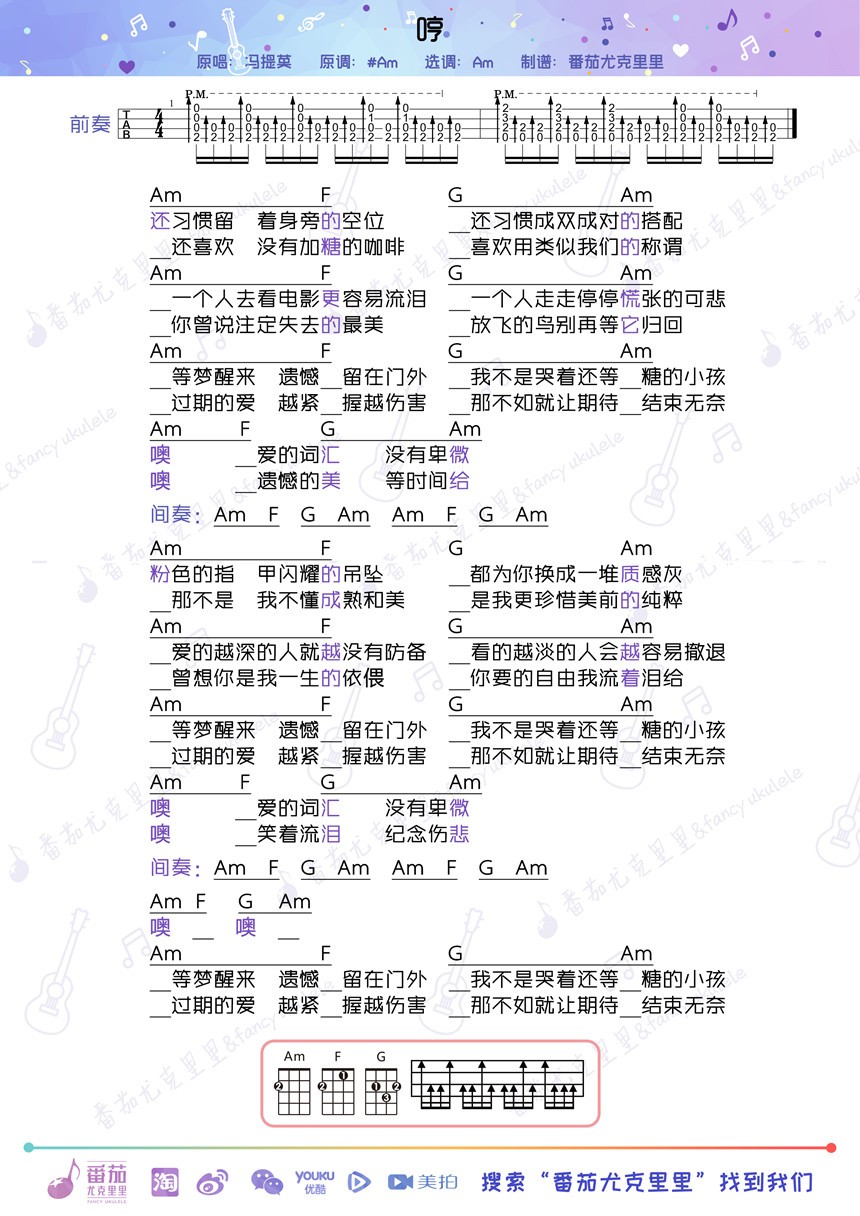 哼
原唱：冯提莫 原调：#Am 选调：Am 制谱：番茄尤克里里
P.M. P.M.
前奏
Am F G Am
还习惯留 着身旁的空位 __还习惯成双成对的搭配
__还喜欢 没有加糖的咖啡 __喜欢用类似我们的称谓
Am F G Am
__一个人去看电影更容易流泪 __一个人走走停停慌张的可悲
__你曾说注定失去的最美 __放飞的鸟别再等它归回
Am F G Am
__等梦醒来 遗憾__留在门外 __我不是哭着还等__糖的小孩
__过期的爱 越紧__握越伤害 __那不如就让期待__结束无奈
Am F G Am
噢 __爱的词汇 没有卑微
噢 __遗憾的美 等时间给
间奏：Am F G Am Am F G Am
Am F G Am
粉色的指 甲闪耀的吊坠 __都为你换成一堆质感灰
__那不是 我不懂成熟和美 __是我更珍惜美前的纯粹
Am F G Am
__爱的越深的人就越没有防备 __看的越淡的人会越容易撤退
__曾想你是我一生的依偎 __你要的自由我流着泪给
Am F G Am
__等梦醒来 遗憾__留在门外 __我不是哭着还等__糖的小孩
__过期的爱 越紧__握越伤害 __那不如就让期待__结束无奈
Am F G Am
噢 __爱的词汇 没有卑微
噢 __笑着流泪 纪念伤悲
间奏：Am F G Am Am F G Am
Am F G Am
噢 __ 噢 __
Am F G Am
__等梦醒来 遗憾__留在门外 __我不是哭着还等__糖的小孩
__过期的爱 越紧__握越伤害 __那不如就让期待__结束无奈
Am F G
番茄
尤克里里
FANCY UKULELE
淘
YOUKU
优酷
美拍
搜索“番茄尤克里里”找到我们